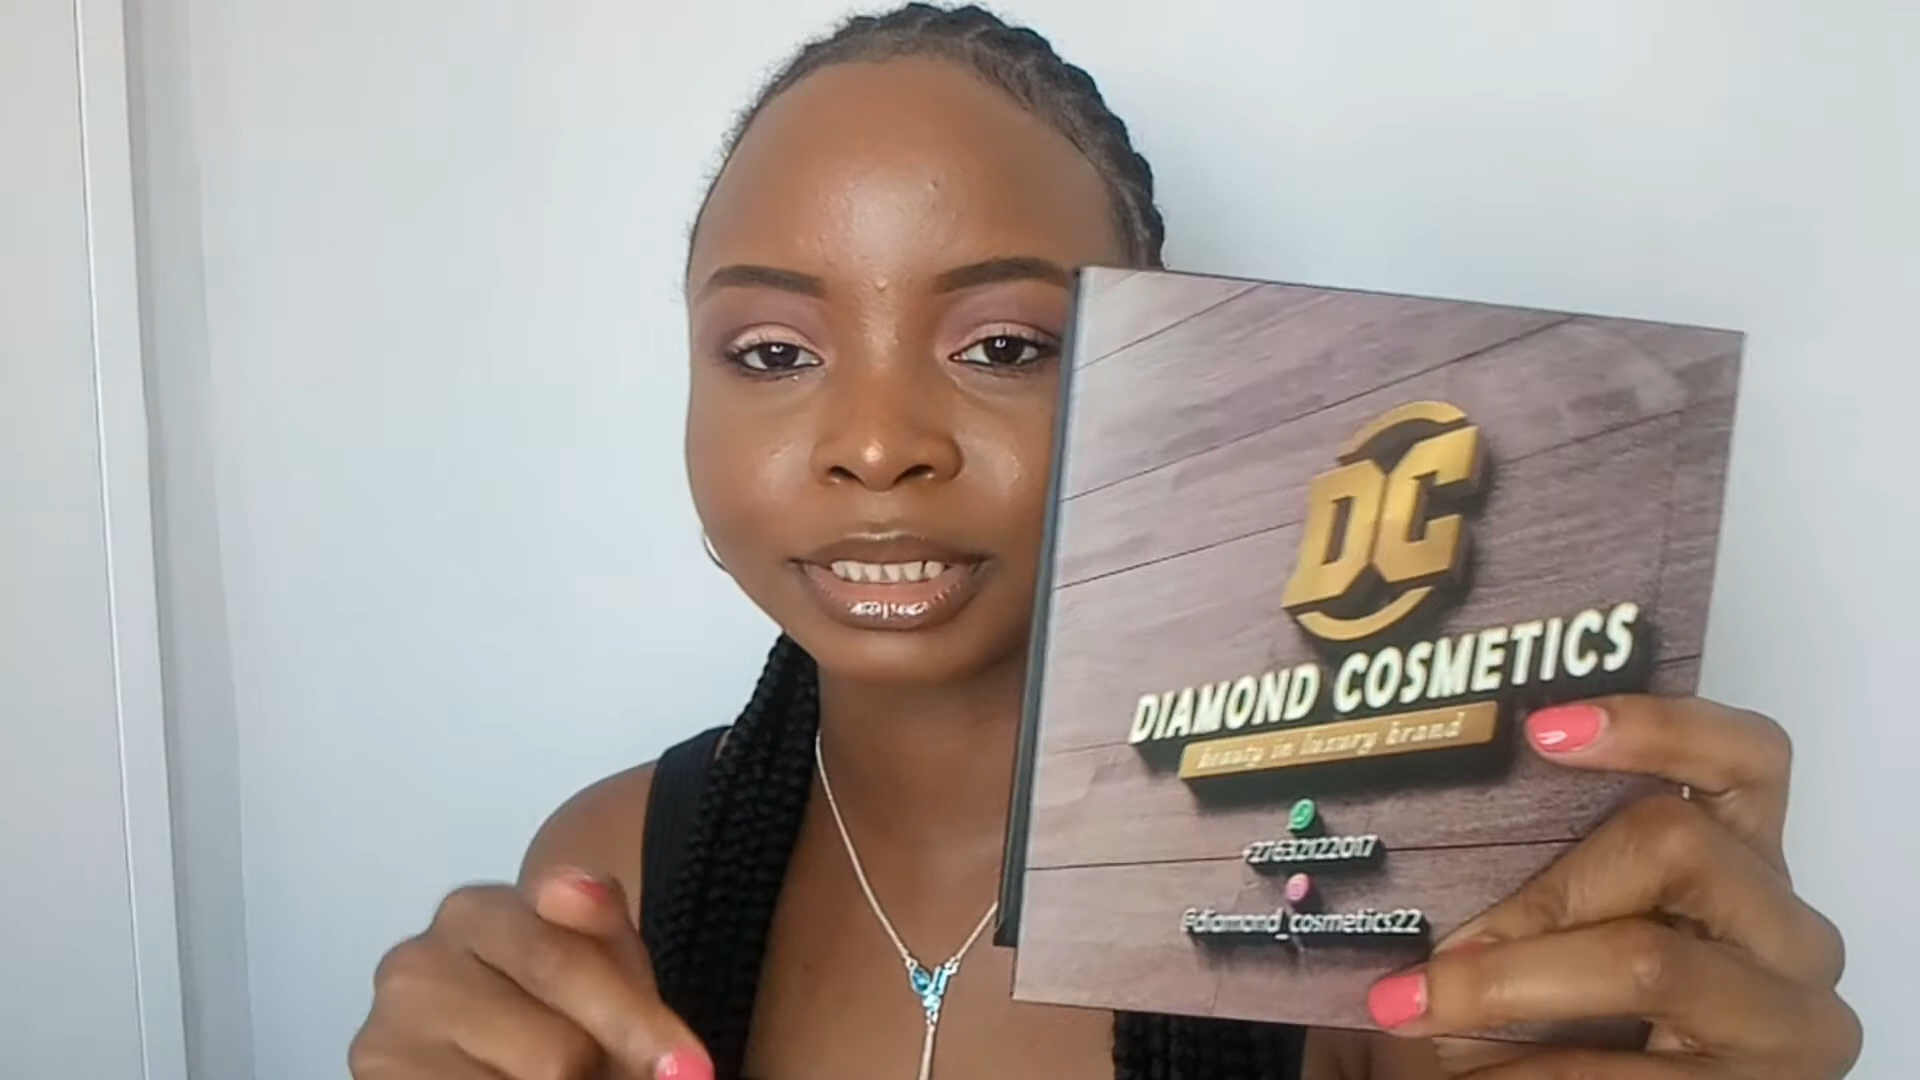 DC
DIAMOND COSMETICS
beauty in luxury brand
+27632122017
@diamond_cosmetics22